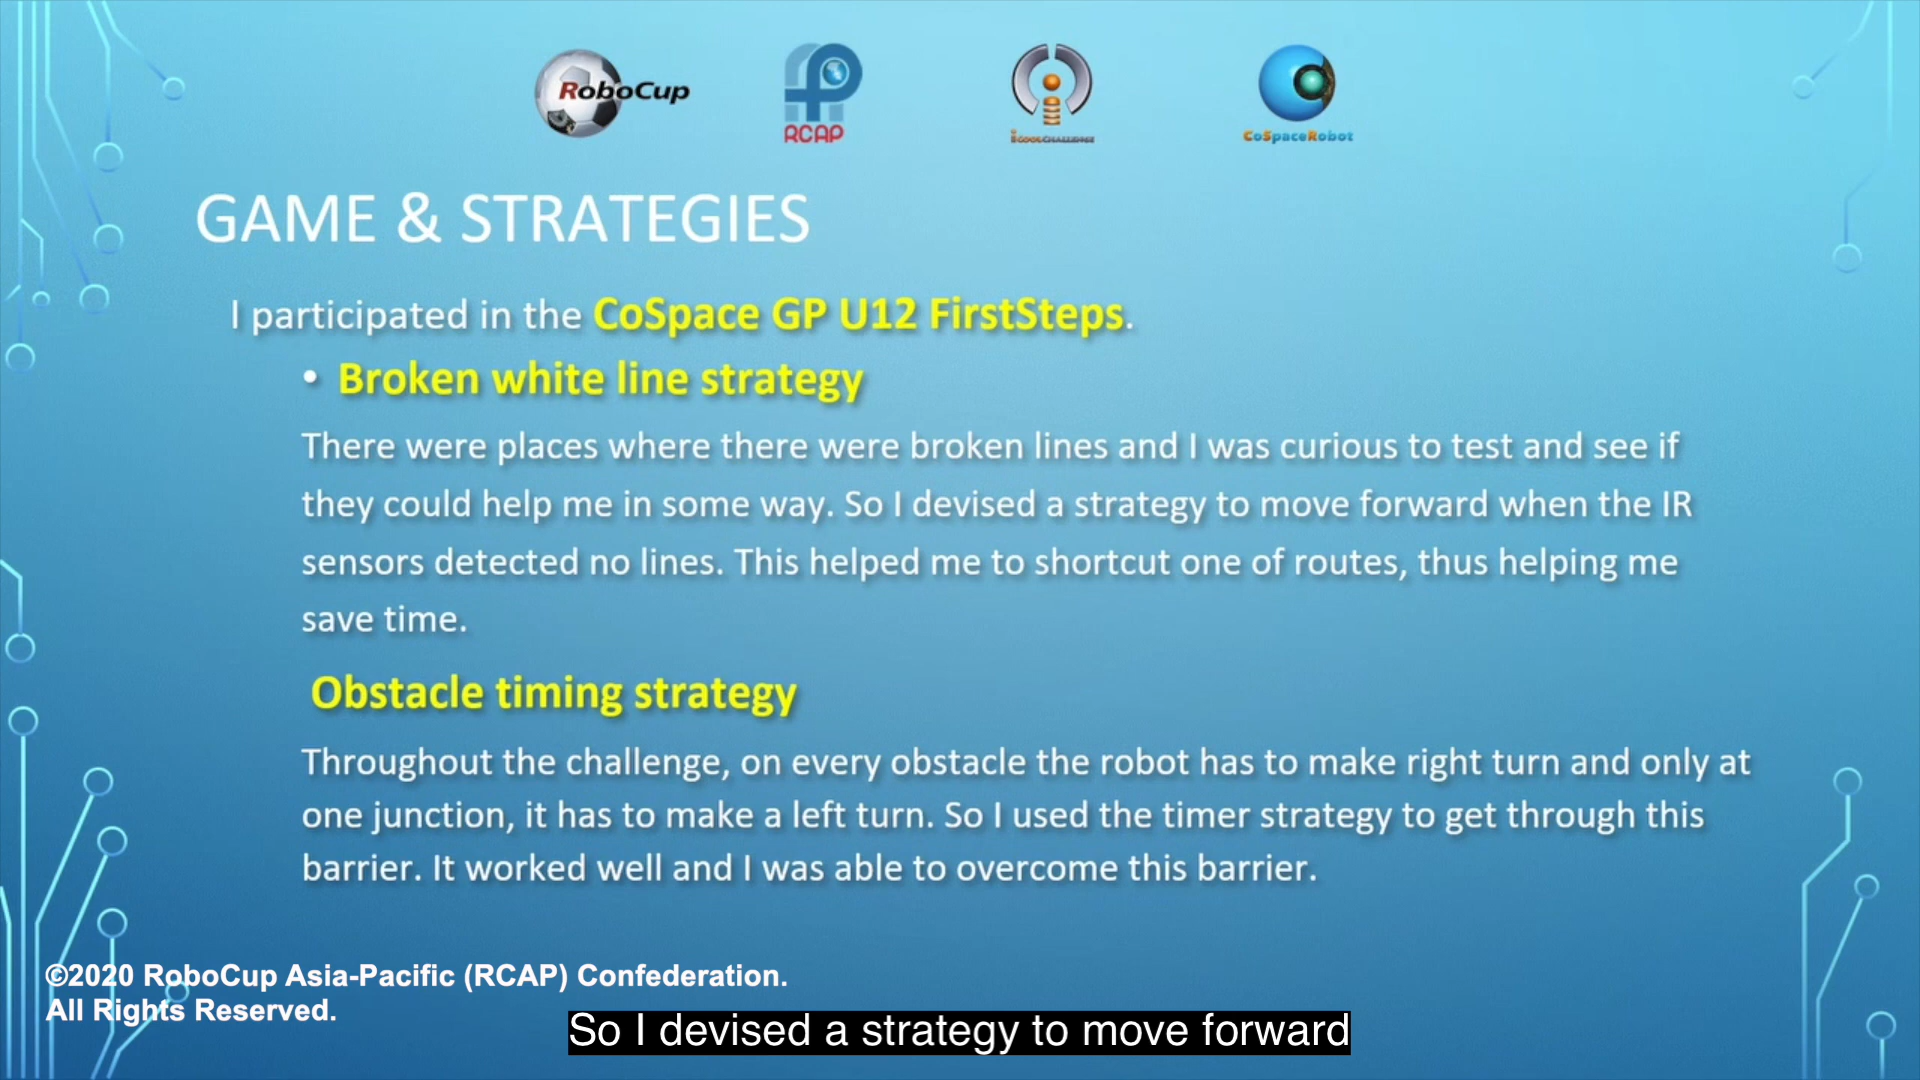 RoboCup
RCAP
iCOOLCHALLENGE
CoSpaceRobot
GAME & STRATEGIES
I participated in the CoSpace GP U12 FirstSteps.
• Broken white line strategy
There were places where there were broken lines and I was curious to test and see if
they could help me in some way. So I devised a strategy to move forward when the IR
sensors detected no lines. This helped me to shortcut one of routes, thus helping me
save time.
Obstacle timing strategy
Throughout the challenge, on every obstacle the robot has to make right turn and only at
one junction, it has to make a left turn. So I used the timer strategy to get through this
barrier. It worked well and I was able to overcome this barrier.
©2020 RoboCup Asia-Pacific (RCAP) Confederation.
All Rights Reserved.
So I devised a strategy to move forward